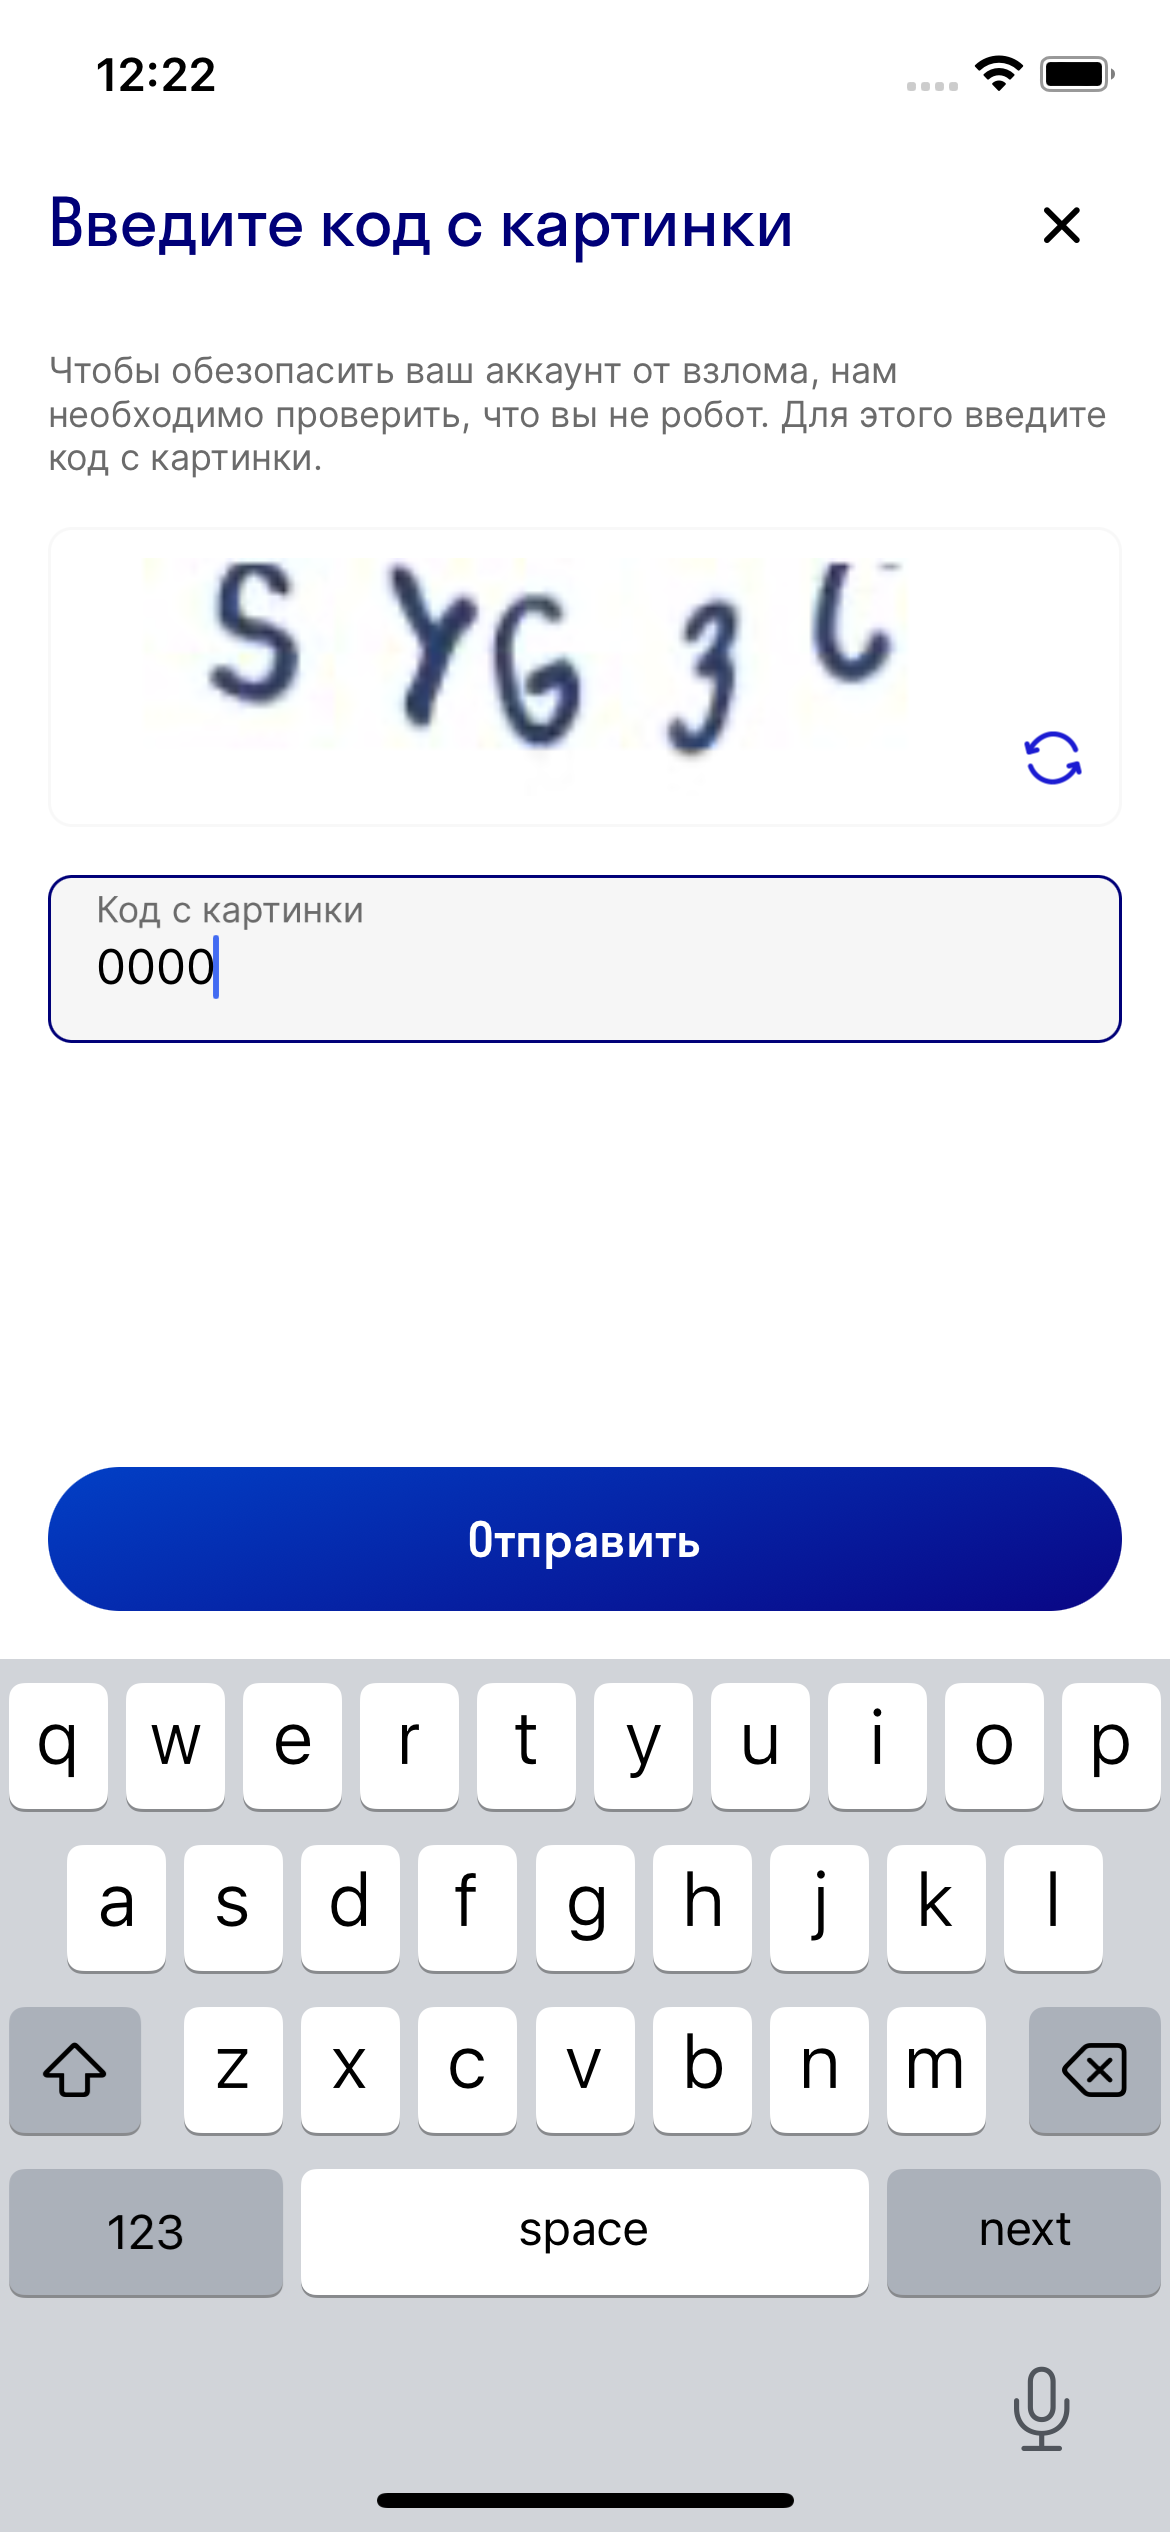 12:22
Введите код с картинки
Чтобы обезопасить ваш аккаунт от взлома, нам
необходимо проверить, что вы не робот. Для этого введите
код с картинки.
S Y G 3
Код с картинки
0000
Отправить
q w e r t y u i o p
a s d f g h j k l
z x c v b n m
123 space next